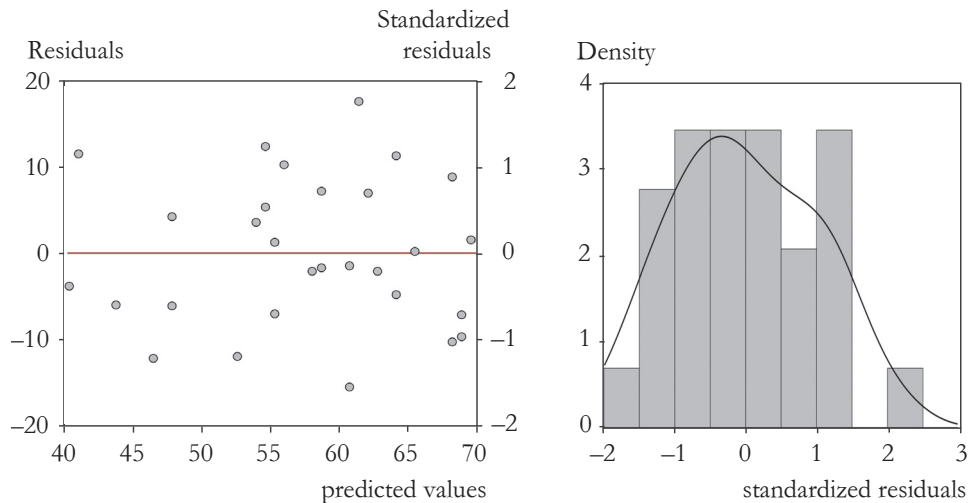 Standardized
Residuals residuals
20 2
10 1
0 0
–10 –1
–20 –2
40 45 50 55 60 65 70
predicted values
Density
4
3
2
1
0
–2 –1 0 1 2 3
standardized residuals